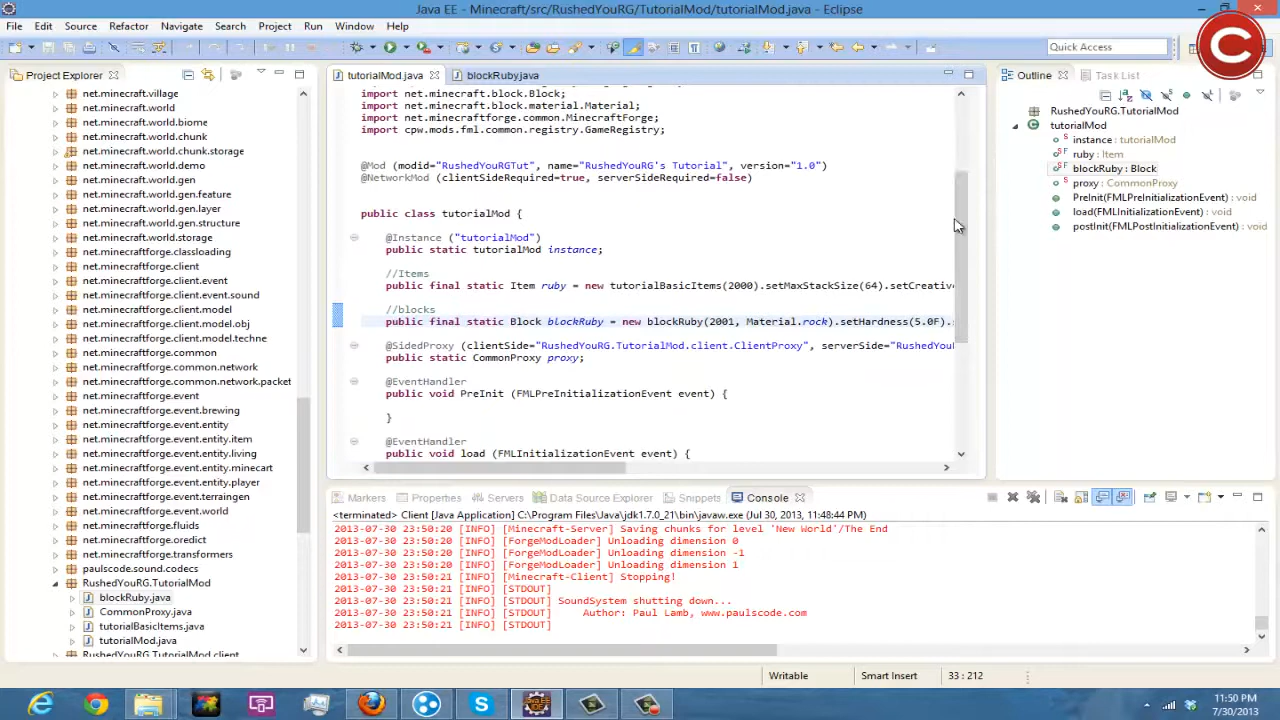 Java EE - Minecraft/src/RushedYouRG/TutorialMod/tutorialMod.java - Eclipse
File Edit Source Refactor Navigate Search Project Run Window Help
Quick Access
Project Explorer
net.minecraft.village
net.minecraft.world
net.minecraft.world.biome
net.minecraft.world.chunk
net.minecraft.world.chunk.storage
net.minecraft.world.demo
net.minecraft.world.gen
net.minecraft.world.gen.feature
net.minecraft.world.gen.layer
net.minecraft.world.gen.structure
net.minecraft.world.storage
net.minecraftforge.classloading
net.minecraftforge.client
net.minecraftforge.client.event
net.minecraftforge.client.event.sound
net.minecraftforge.client.model
net.minecraftforge.client.model.obj
net.minecraftforge.client.model.techne
net.minecraftforge.common
net.minecraftforge.common.network
net.minecraftforge.common.network.packet
net.minecraftforge.event
net.minecraftforge.event.brewing
net.minecraftforge.event.entity
net.minecraftforge.event.entity.item
net.minecraftforge.event.entity.living
net.minecraftforge.event.entity.minecart
net.minecraftforge.event.entity.player
net.minecraftforge.event.terraingen
net.minecraftforge.event.world
net.minecraftforge.fluids
net.minecraftforge.oredict
net.minecraftforge.transformers
paulscode.sound.codecs
RushedYouRG.TutorialMod
blockRuby.java
CommonProxy.java
tutorialBasicItems.java
tutorialMod.java
RushedYouRG.TutorialMod.client
tutorialMod.java blockRuby.java
import net.minecraft.block.Block;
import net.minecraft.block.material.Material;
import net.minecraftforge.common.MinecraftForge;
import cpw.mods.fml.common.registry.GameRegistry;
@Mod (modid="RushedYouRGTut", name="RushedYouRG's Tutorial", version="1.0")
@NetworkMod (clientSideRequired=true, serverSideRequired=false)
public class tutorialMod {
@Instance ("tutorialMod")
public static tutorialMod instance;
//Items
public final static Item ruby = new tutorialBasicItems(2000).setMaxStackSize(64).setCreative
//blocks
public final static Block blockRuby = new blockRuby(2001, Material.rock).setHardness(5.0F).
@SidedProxy (clientSide="RushedYouRG.TutorialMod.client.ClientProxy", serverSide="RushedYou
public static CommonProxy proxy;
@EventHandler
public void PreInit (FMLPreInitializationEvent event) {
}
@EventHandler
public void load (FMLInitializationEvent event) {
Outline Task List
RushedYouRG.TutorialMod
tutorialMod
instance : tutorialMod
ruby : Item
blockRuby : Block
proxy : CommonProxy
PreInit(FMLPreInitializationEvent) : void
load(FMLInitializationEvent) : void
postInit(FMLPostInitializationEvent) : void
Markers Properties Servers Data Source Explorer Snippets Console
<terminated> Client [Java Application] C:\Program Files\Java\jdk1.7.0_21\bin\javaw.exe (Jul 30, 2013, 11:48:44 PM)
2013-07-30 23:50:20 [INFO] [Minecraft-Server] Saving chunks for level 'New World'/The End
2013-07-30 23:50:20 [INFO] [ForgeModLoader] Unloading dimension 0
2013-07-30 23:50:20 [INFO] [ForgeModLoader] Unloading dimension -1
2013-07-30 23:50:20 [INFO] [ForgeModLoader] Unloading dimension 1
2013-07-30 23:50:21 [INFO] [Minecraft-Client] Stopping!
2013-07-30 23:50:21 [INFO] [STDOUT]
2013-07-30 23:50:21 [INFO] [STDOUT] SoundSystem shutting down...
2013-07-30 23:50:21 [INFO] [STDOUT] Author: Paul Lamb, www.paulscode.com
2013-07-30 23:50:21 [INFO] [STDOUT]
Writable Smart Insert 33 : 212
11:50 PM
7/30/2013